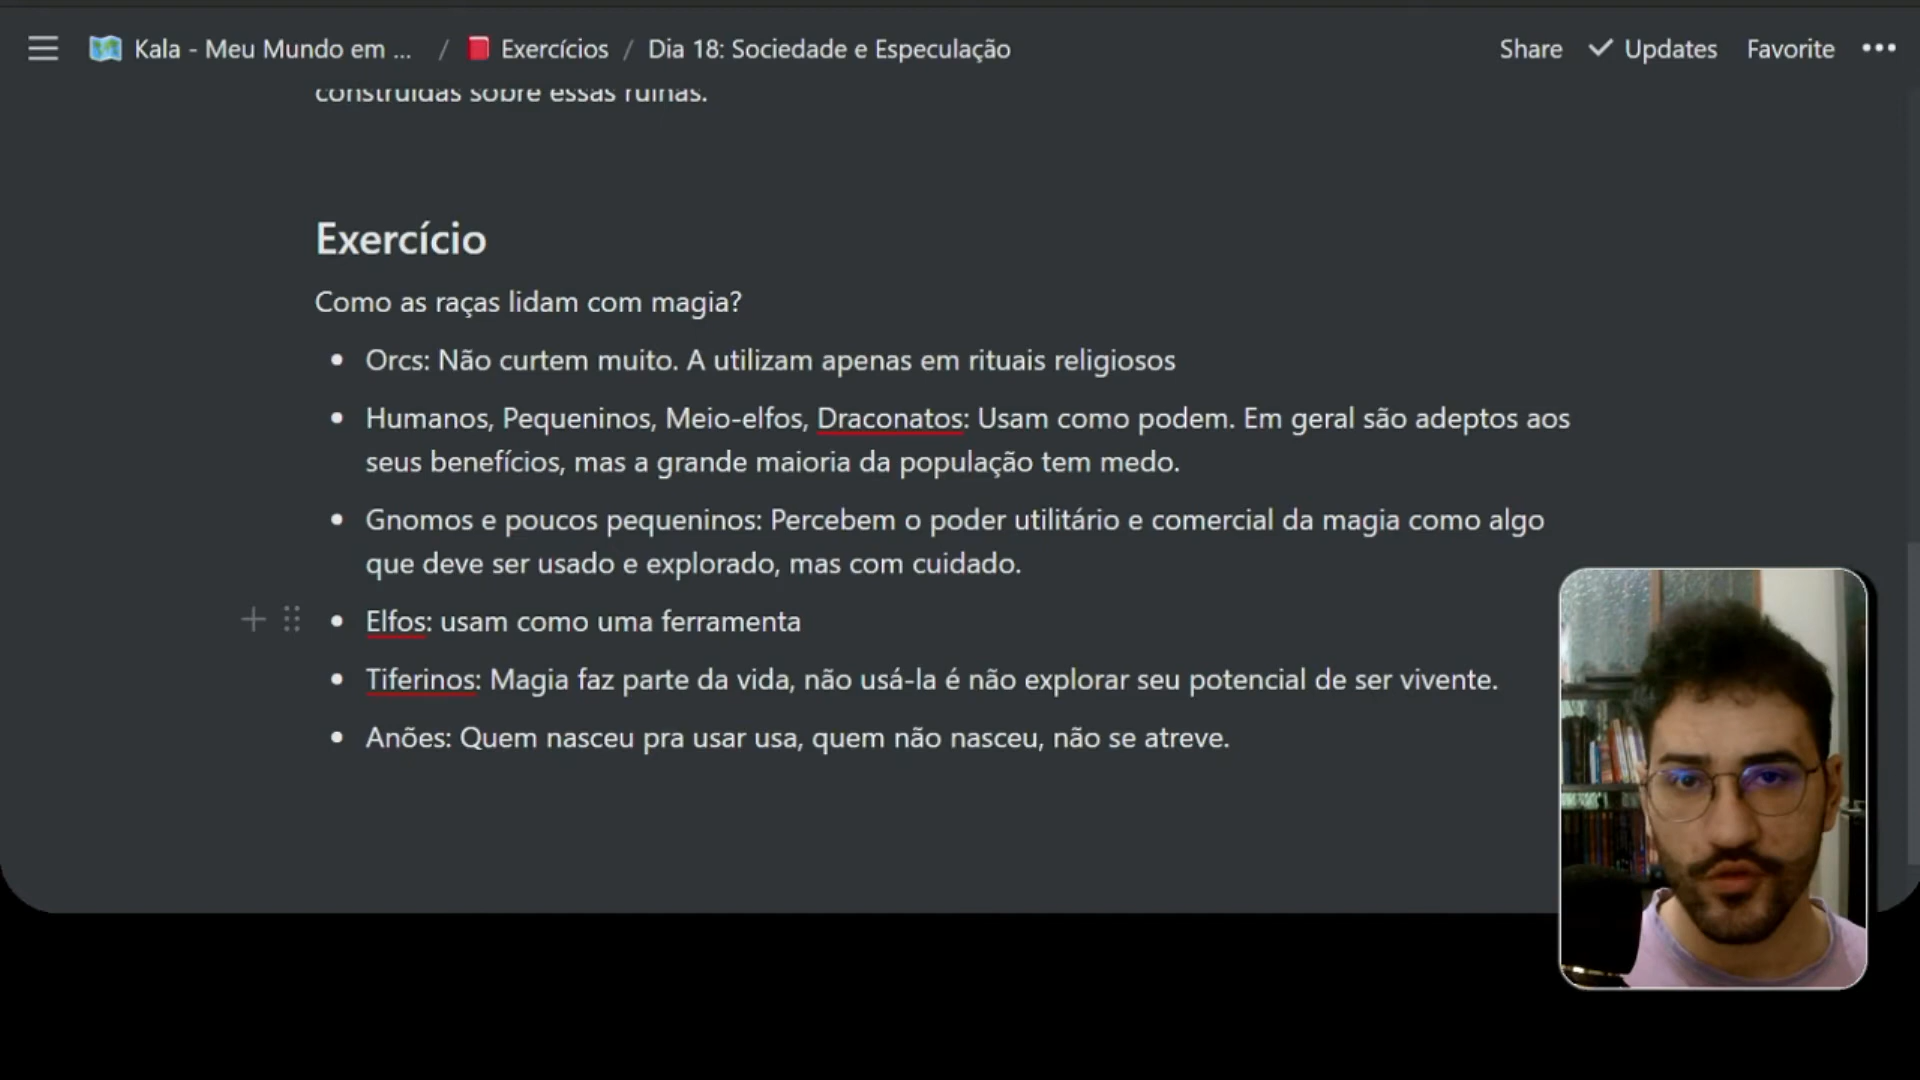 Kala - Meu Mundo em ... / Exercícios / Dia 18: Sociedade e Especulação Share Updates Favorite
construídas sobre essas ruínas.
Exercício
Como as raças lidam com magia?
Orcs: Não curtem muito. A utilizam apenas em rituais religiosos
Humanos, Pequeninos, Meio-elfos, Draconatos: Usam como podem. Em geral são adeptos aos
seus benefícios, mas a grande maioria da população tem medo.
Gnomos e poucos pequeninos: Percebem o poder utilitário e comercial da magia como algo
que deve ser usado e explorado, mas com cuidado.
Elfos: usam como uma ferramenta
Tiferinos: Magia faz parte da vida, não usá-la é não explorar seu potencial de ser vivente.
Anões: Quem nasceu pra usar usa, quem não nasceu, não se atreve.